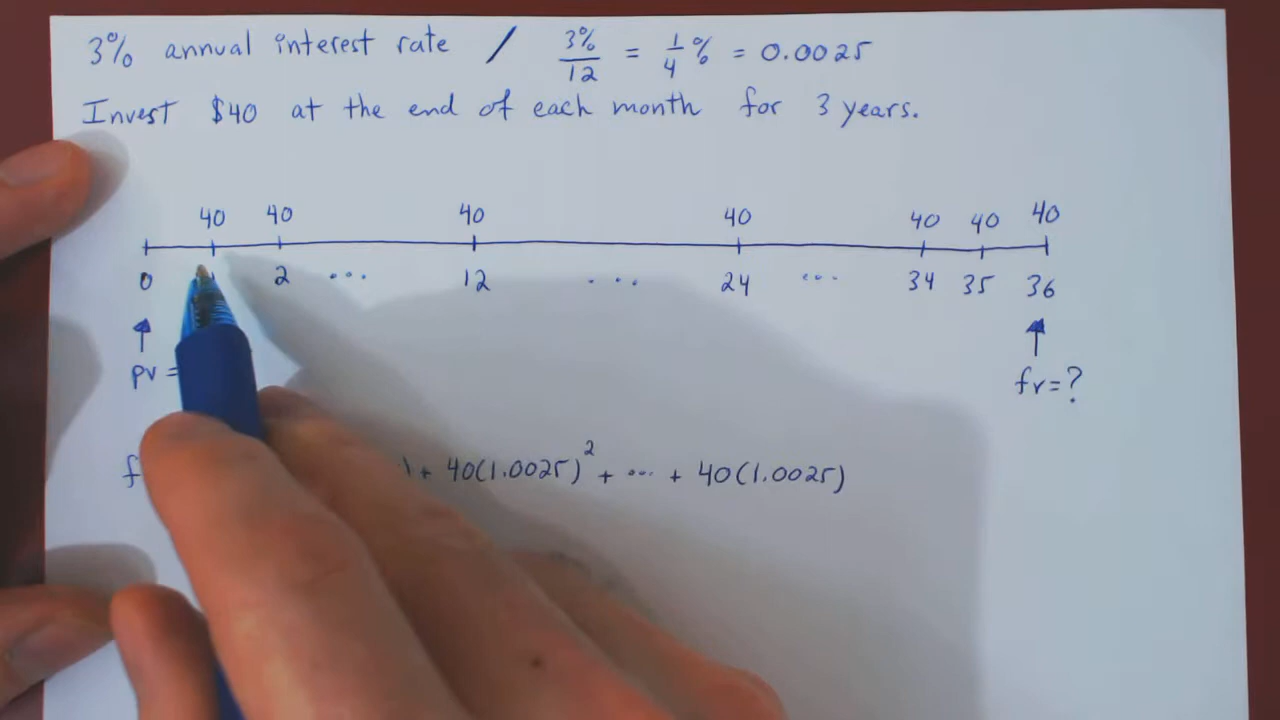 3% annual interest rate / 3%/12 = 1/4 % = 0.0025
Invest $40 at the end of each month for 3 years.
40 40 40 40 40 40 40
0 2 ... 12 .... 24 ... 34 35 36
pv = fv=?
f ) + 40(1.0025)² + ... + 40(1.0025)